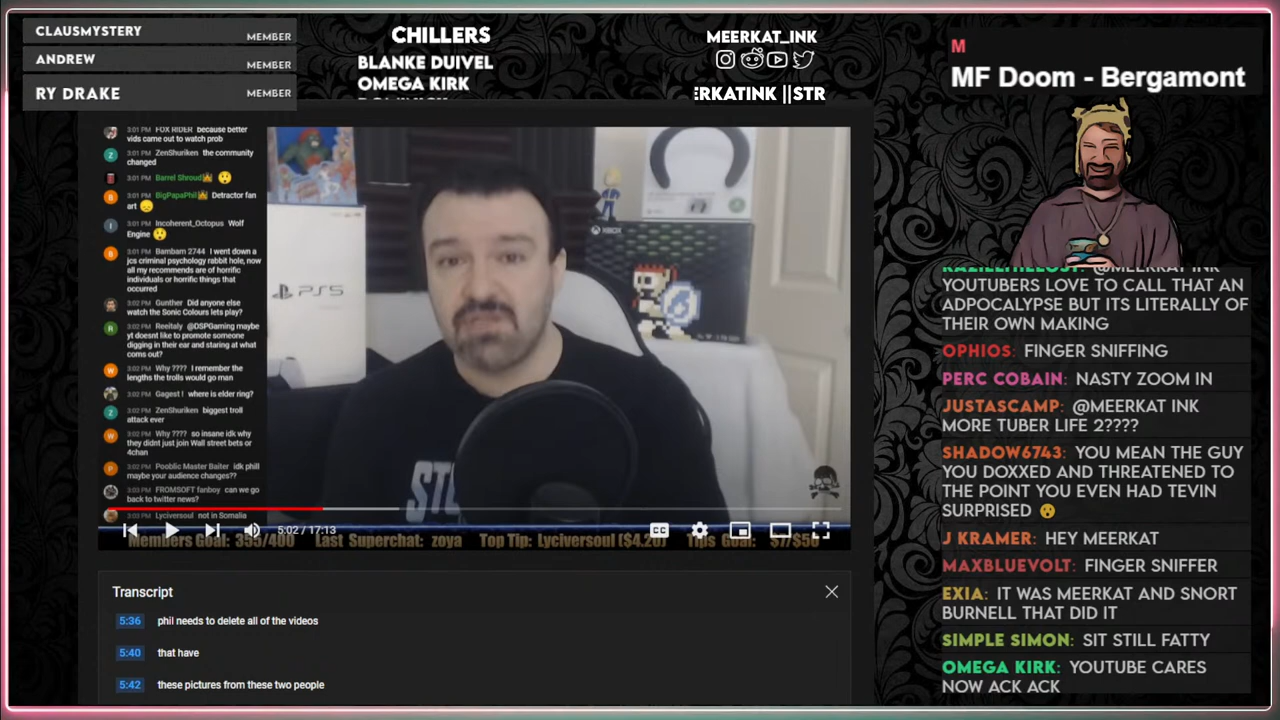 CLAUSMYSTERY
MEMBER
ANDREW
MEMBER
RY DRAKE
MEMBER
CHILLERS
BLANKE DUIVEL
OMEGA KIRK
MEERKAT_INK
ERKATINK ||STR
M
MF Doom - Bergamont
3:01 PM FOX RIDER because better
vids came out to watch prob
3:01 PM ZenShuriken the community
changed
3:01 PM Barrel Shroud
3:01 PM BigPapaPhil Detractor fan
art
3:01 PM Incoherent_Octopus Wolf
Engine
3:01 PM Bambam 2744 I went down a
jcs criminal psychology rabbit hole, now
all my recommends are of horrific
individuals or horrific things that
occurred
3:02 PM Gunther Did anyone else
watch the Sonic Colours lets play?
3:02 PM Reeitaly @DSPGaming maybe
yt doesnt like to promote someone
digging in their ear and staring at what
coms out?
3:02 PM Why ???? I remember the
lengths the trolls would go man
3:02 PM Gagest I where is elder ring?
3:02 PM ZenShuriken biggest troll
attack ever
3:02 PM Why ???? so insane idk why
they didnt just join Wall street bets or
4chan
3:02 PM Pooblic Master Baiter idk phill
maybe your audience changes??
3:03 PM FROMSOFT fanboy can we go
back to twitter news?
3:03 PM Lyciversoul not in Somalia
PS5
XBOX
5:02 / 17:13
CC
Members Goal: 355/400 Last Superchat: zoya Top Tip: Lyciversoul ($4.20) Tips Goal: $7/$50
Transcript
5:36 phil needs to delete all of the videos
5:40 that have
5:42 these pictures from these two people
@MEERKAT INK
YOUTUBERS LOVE TO CALL THAT AN
ADPOCALYPSE BUT ITS LITERALLY OF
THEIR OWN MAKING
OPHIOS: FINGER SNIFFING
PERC COBAIN: NASTY ZOOM IN
JUSTASCAMP: @MEERKAT INK
MORE TUBER LIFE 2????
SHADOW6743: YOU MEAN THE GUY
YOU DOXXED AND THREATENED TO
THE POINT YOU EVEN HAD TEVIN
SURPRISED
J KRAMER: HEY MEERKAT
MAXBLUEVOLT: FINGER SNIFFER
EXIA: IT WAS MEERKAT AND SNORT
BURNELL THAT DID IT
SIMPLE SIMON: SIT STILL FATTY
OMEGA KIRK: YOUTUBE CARES
NOW ACK ACK